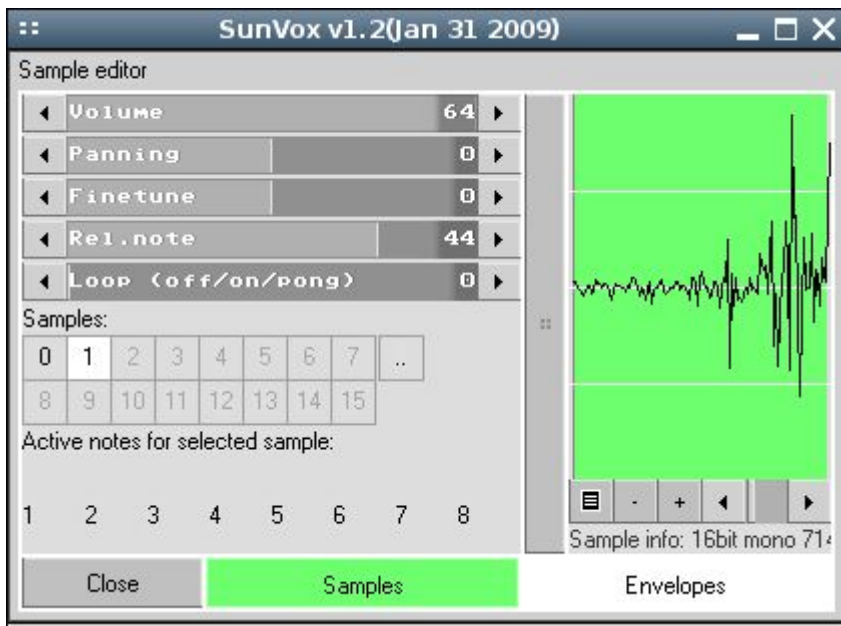 SunVox v1.2(Jan 31 2009)
Sample editor
Volume 64
Panning 0
Finetune 0
Rel.note 44
Loop (off/on/pong) 0
Samples:
0 1 2 3 4 5 6 7 ..
8 9 10 11 12 13 14 15
Active notes for selected sample:
1 2 3 4 5 6 7 8
- +
Sample info: 16bit mono 714
Close Samples Envelopes